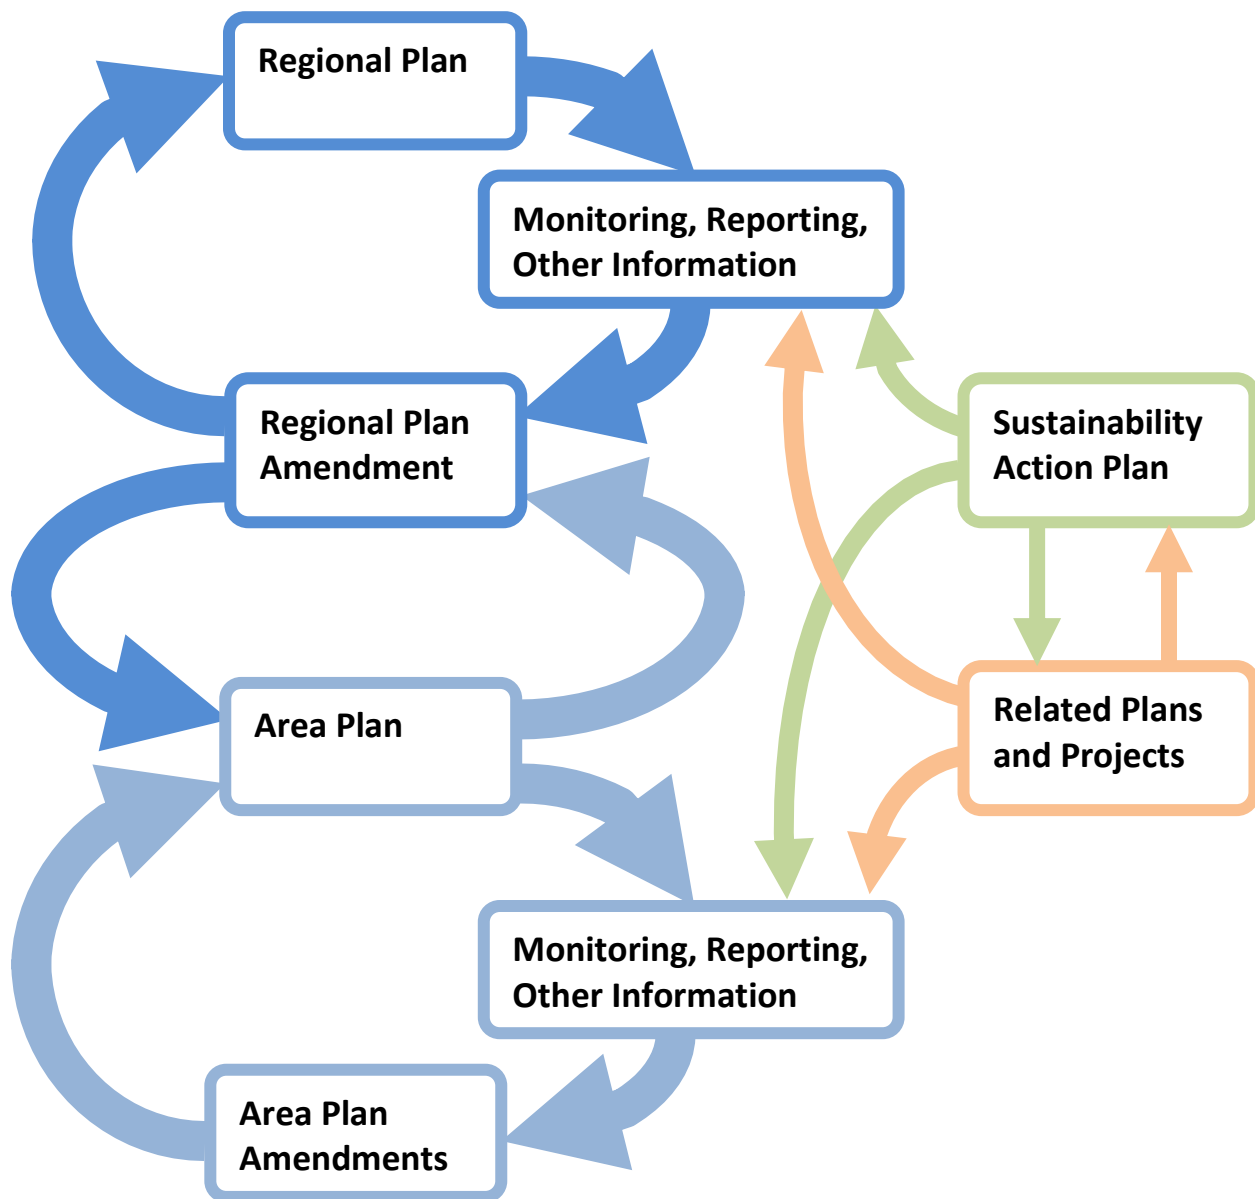 Regional Plan
Monitoring, Reporting,
Other Information
Regional Plan
Amendment
Sustainability
Action Plan
Area Plan
Related Plans
and Projects
Monitoring, Reporting,
Other Information
Area Plan
Amendments